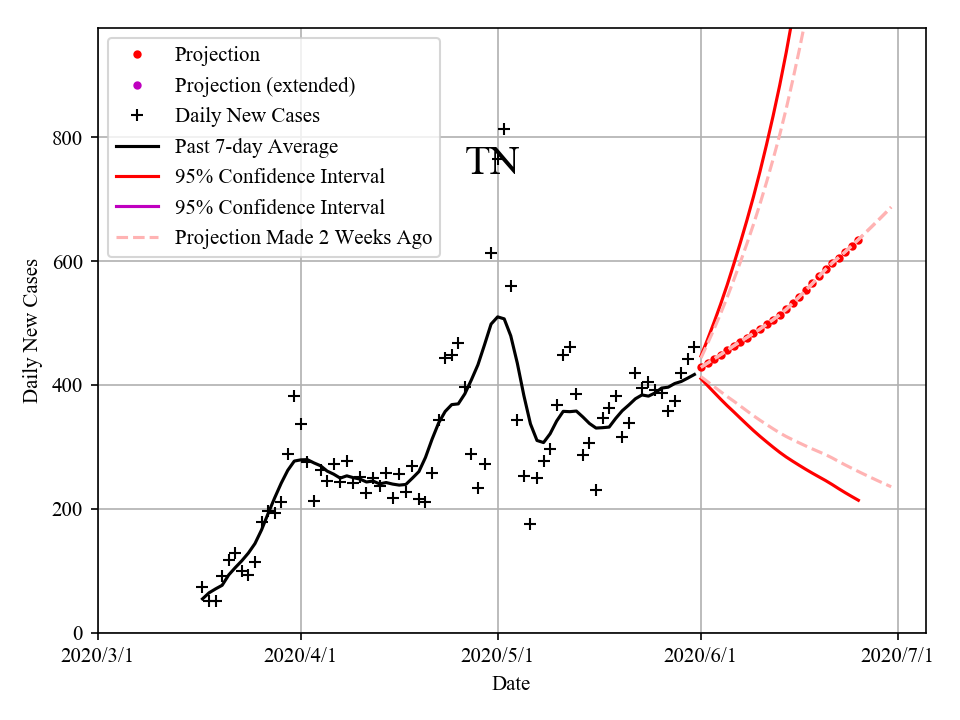 Projection
Projection (extended)
Daily New Cases
Past 7-day Average
95% Confidence Interval
95% Confidence Interval
Projection Made 2 Weeks Ago
TN
800
600
400
200
0
Daily New Cases
2020/3/1 2020/4/1 2020/5/1 2020/6/1 2020/7/1
Date